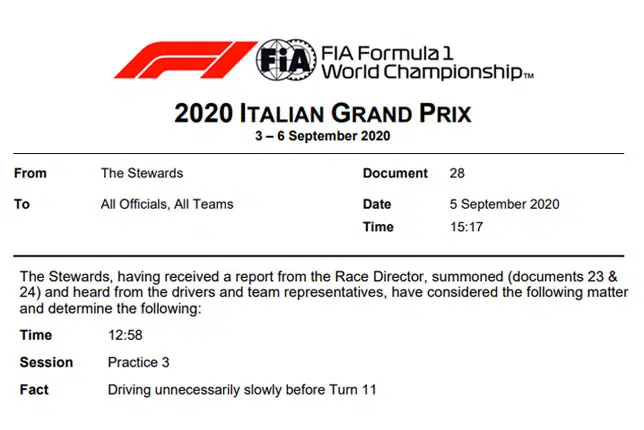 F1 FIA FIA Formula 1
World Championship™
2020 ITALIAN GRAND PRIX
3 – 6 September 2020
From The Stewards Document 28
To All Officials, All Teams Date 5 September 2020
Time 15:17
The Stewards, having received a report from the Race Director, summoned (documents 23 &
24) and heard from the drivers and team representatives, have considered the following matter
and determine the following:
Time 12:58
Session Practice 3
Fact Driving unnecessarily slowly before Turn 11